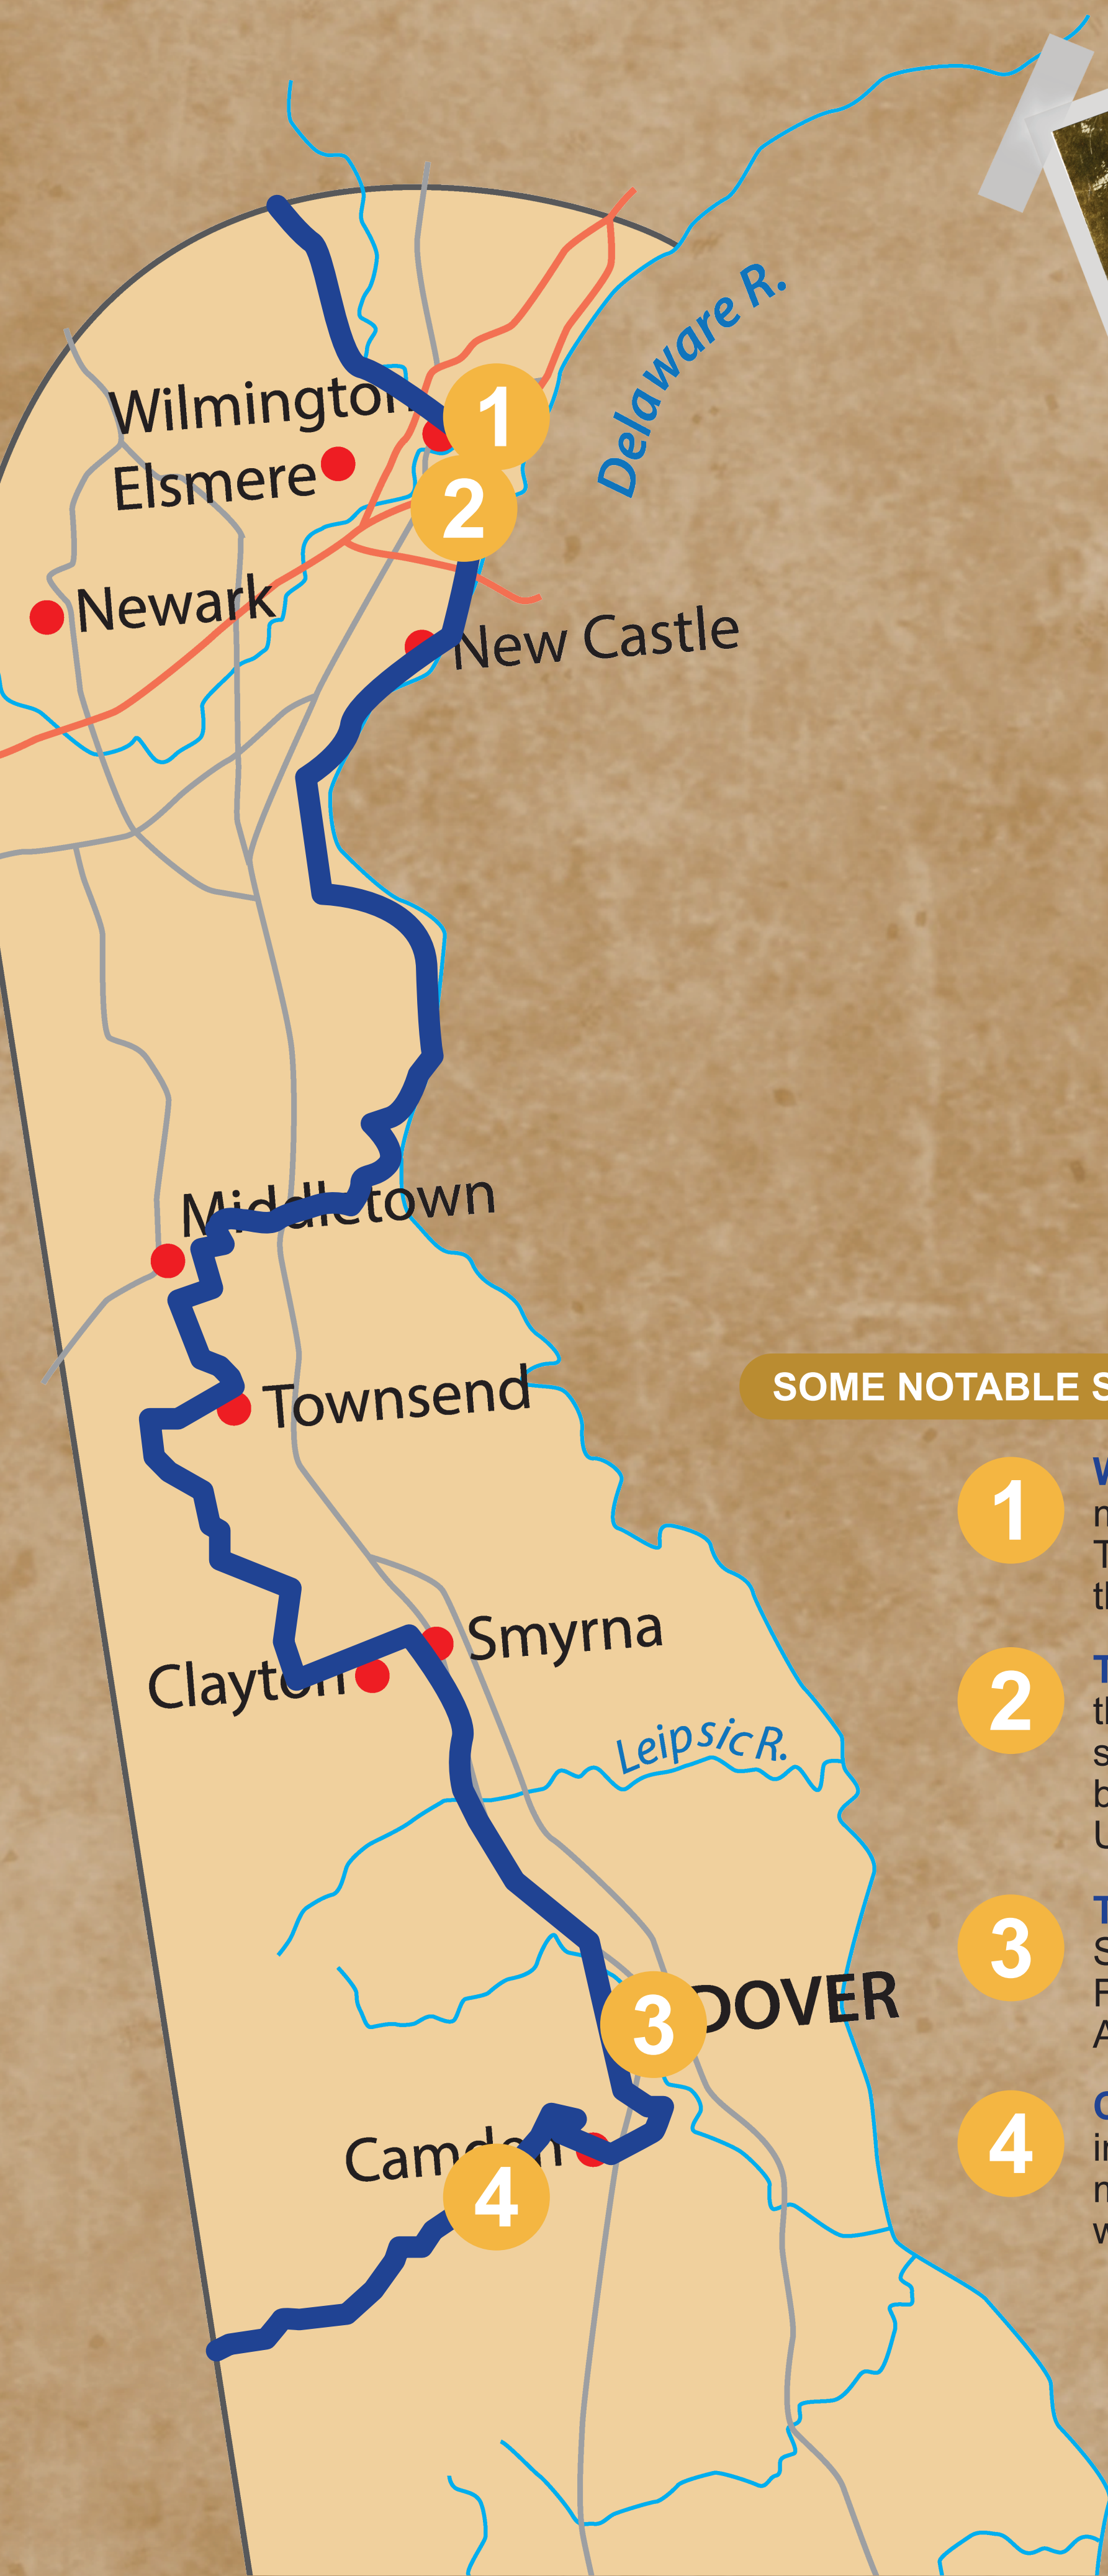 Delaware R.
Wilmington
1
Elsmere
2
Newark
New Castle
Middletown
SOME NOTABLE S
Townsend
1
Smyrna
2
Clayton
Leipsic R.
3
DOVER
3
Camden
4
4